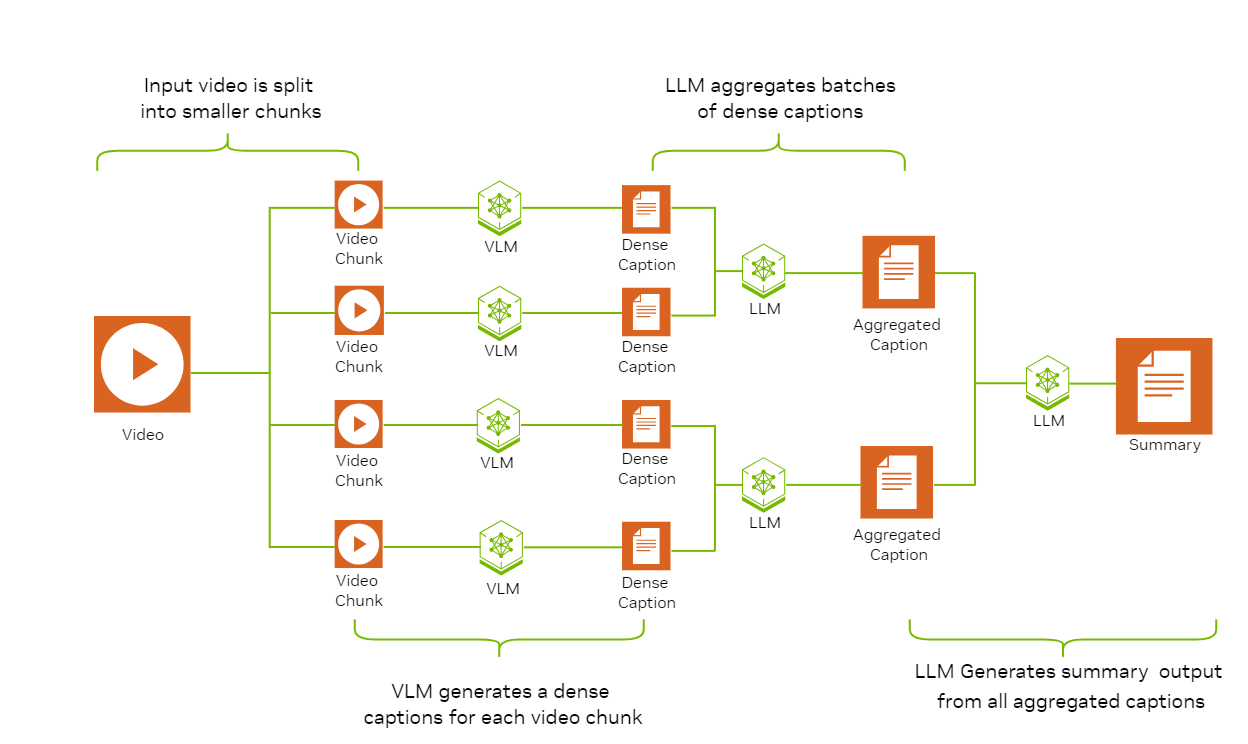 Input video is split
into smaller chunks
LLM aggregates batches
of dense captions
Video
Chunk
VLM
Dense
Caption
LLM
Aggregated
Caption
Video
Chunk
VLM
Dense
Caption
Video
LLM
Summary
Video
Chunk
VLM
Dense
Caption
LLM
Aggregated
Caption
Video
Chunk
VLM
Dense
Caption
VLM generates a dense
captions for each video chunk
LLM Generates summary  output
from all aggregated captions